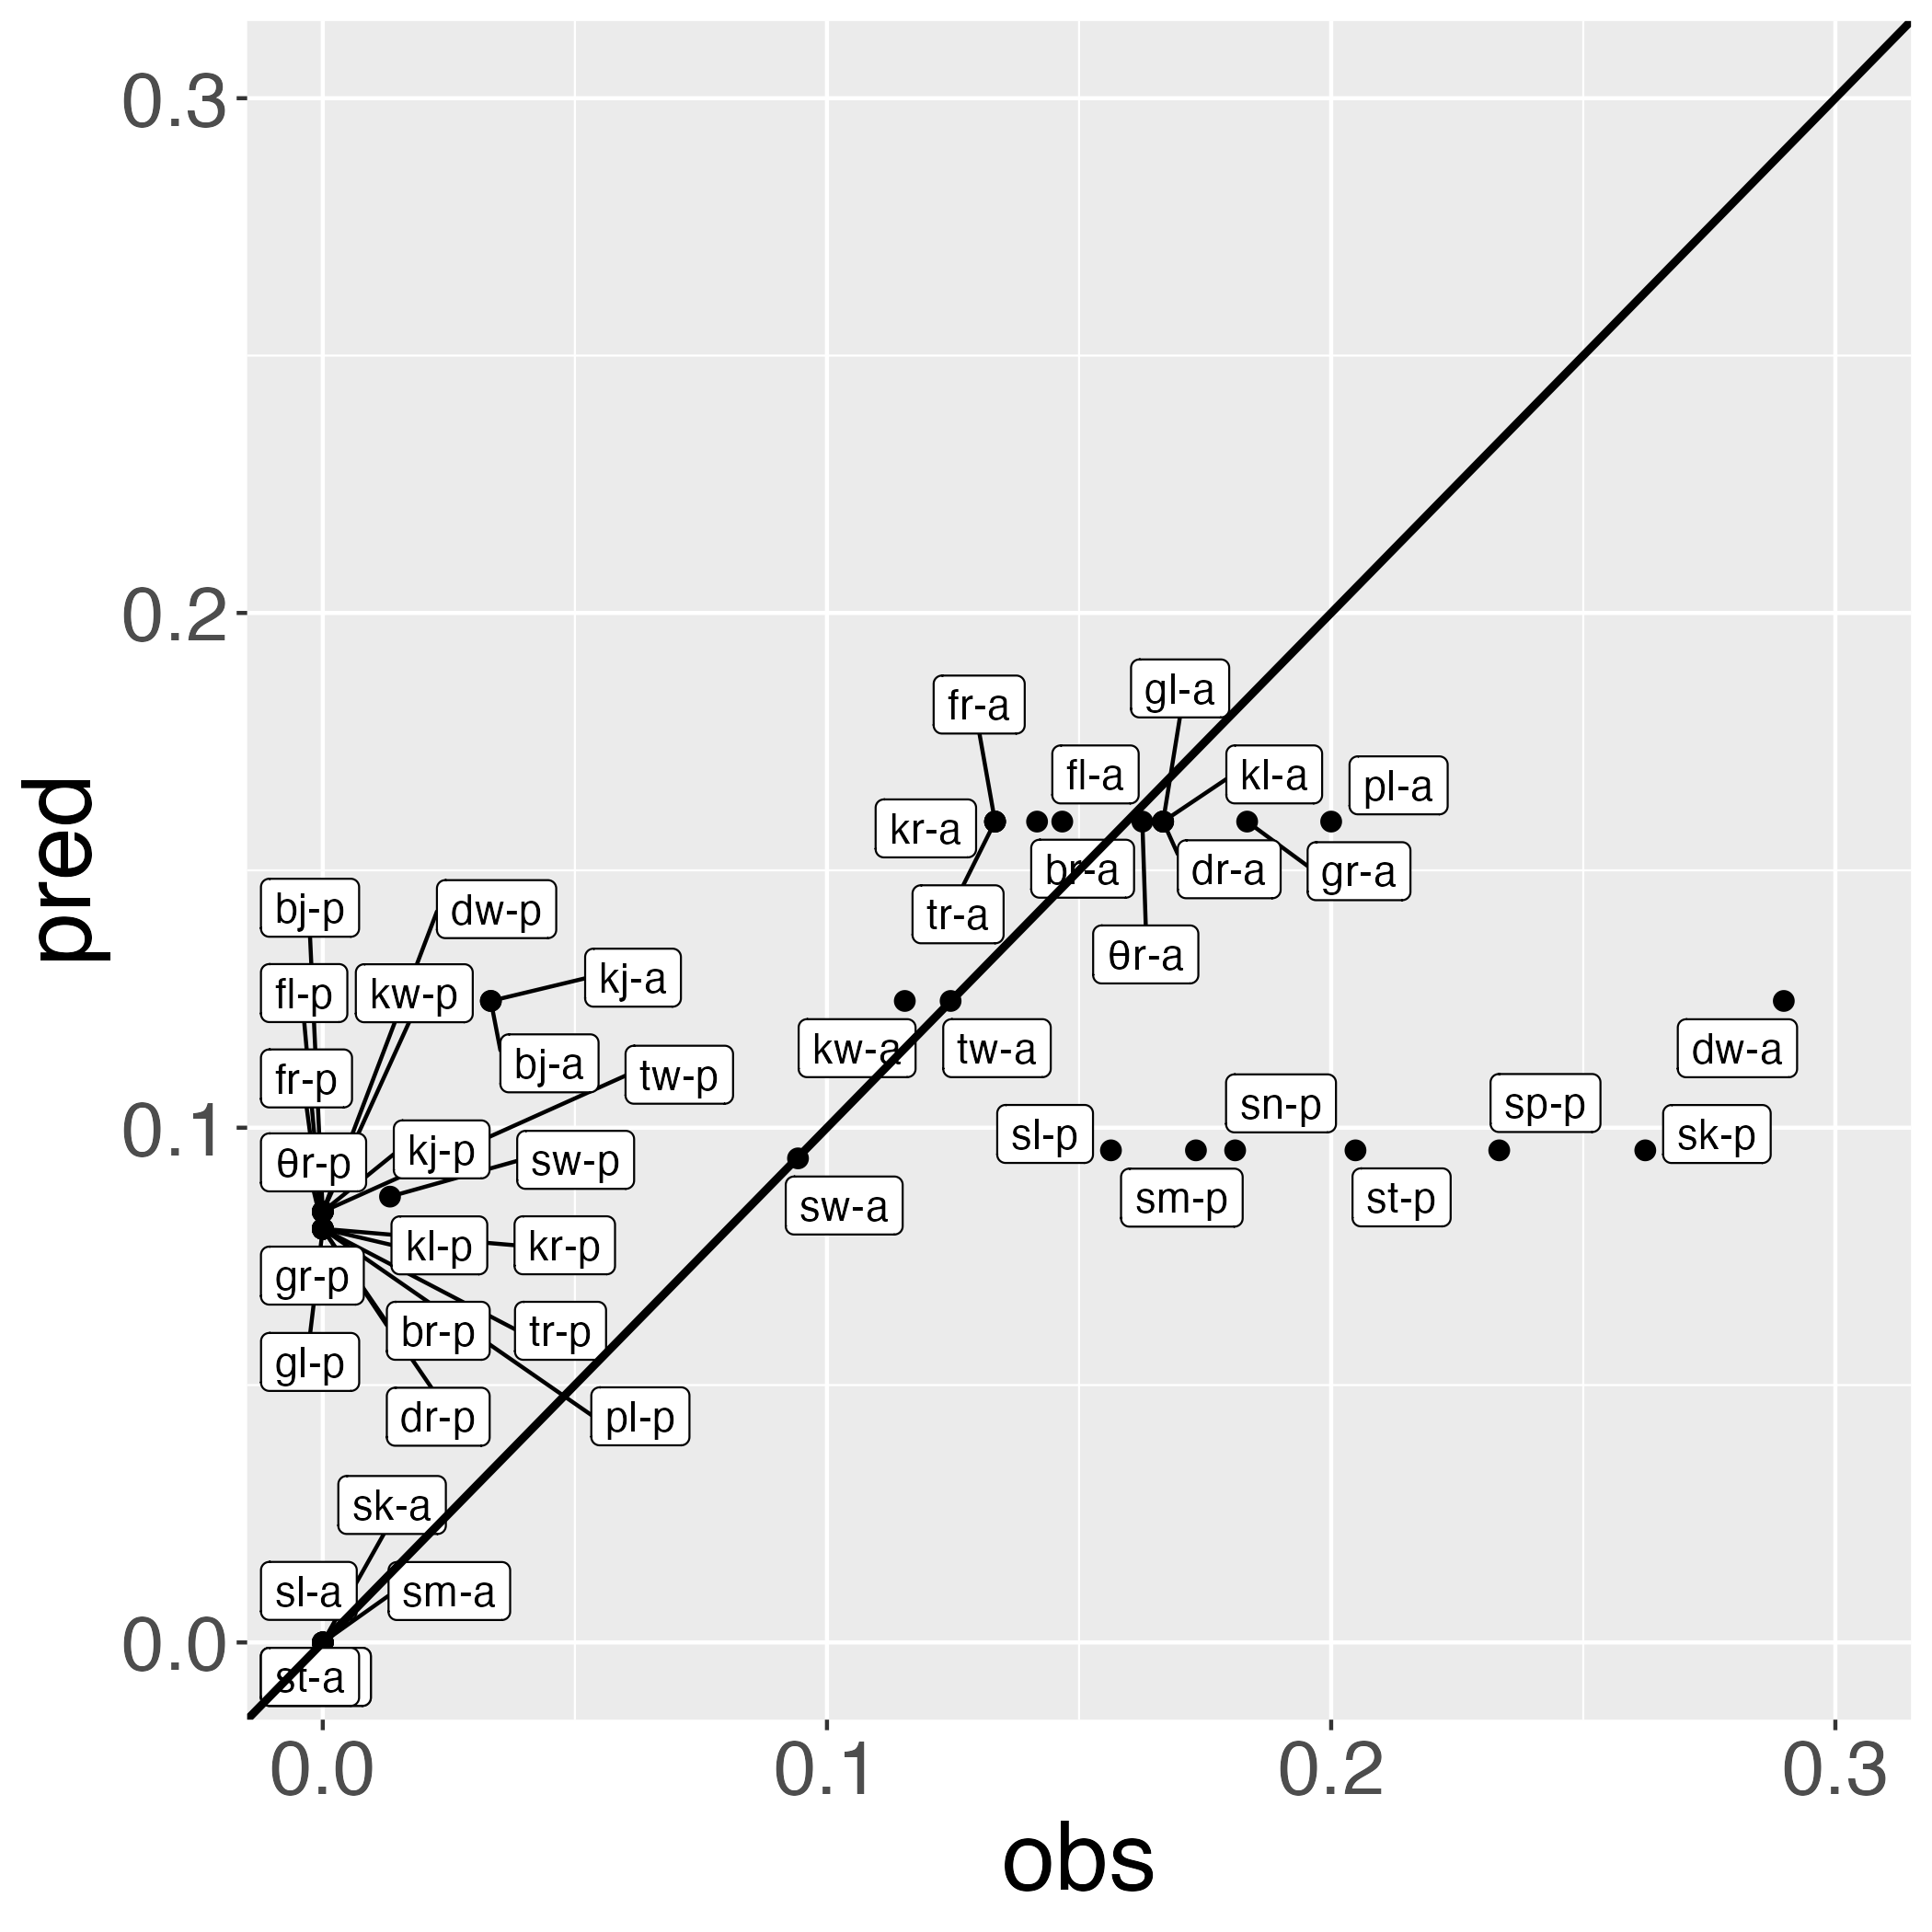 0.3
0.2
0.1
0.0
pred
fr-a
gl-a
fl-a
kl-a
pl-a
kr-a
br-a
dr-a
gr-a
tr-a
θr-a
bj-p
dw-p
fl-p
kw-p
kj-a
fr-p
bj-a
tw-p
kw-a
tw-a
dw-a
θr-p
kj-p
sw-p
sl-p
sn-p
sp-p
sk-p
sm-p
st-p
sw-a
gr-p
kl-p
kr-p
gl-p
br-p
tr-p
dr-p
pl-p
sk-a
sl-a
sm-a
st-a
0.0
0.1
0.2
0.3
obs